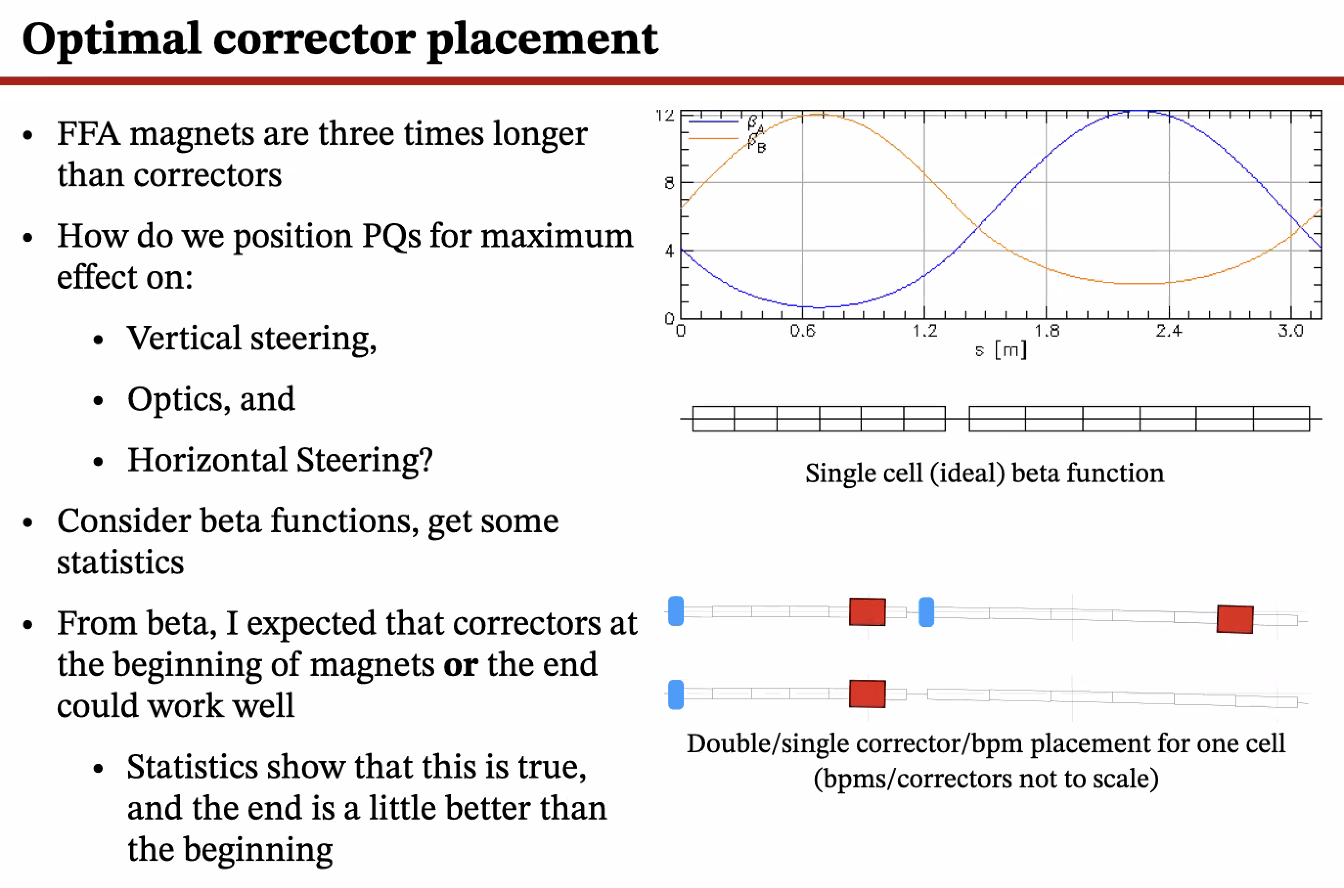 Optimal corrector placement
• FFA magnets are three times longer
than correctors
• How do we position PQs for maximum
effect on:
• Vertical steering,
• Optics, and
• Horizontal Steering?
• Consider beta functions, get some
statistics
• From beta, I expected that correctors at
the beginning of magnets or the end
could work well
• Statistics show that this is true,
and the end is a little better than
the beginning
12
8
4
0
βA
βB
0 0.6 1.2 1.8 2.4 3.0
s [m]
Single cell (ideal) beta function
Double/single corrector/bpm placement for one cell
(bpms/correctors not to scale)